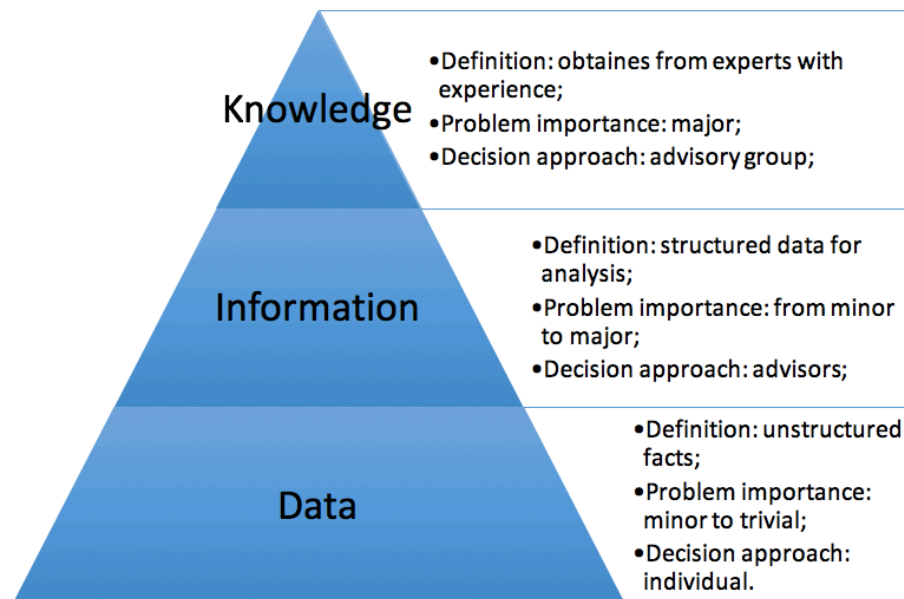 Knowledge
•Definition: obtaines from experts with
experience;
•Problem importance: major;
•Decision approach: advisory group;
Information
•Definition: structured data for
analysis;
•Problem importance: from minor
to major;
•Decision approach: advisors;
Data
•Definition: unstructured
facts;
•Problem importance:
minor to trivial;
•Decision approach:
individual.